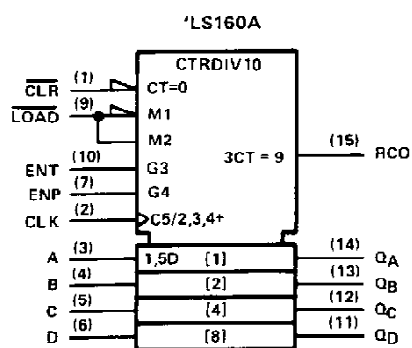 'LS160A
CTRDIV10
CLR (1) CT=0
LOAD (9) M1
M2
ENT (10) G3 3CT = 9 (15) RCO
ENP (7) G4
CLK (2) C5/2,3,4+
A (3) 1,5D [1] (14) QA
B (4) [2] (13) QB
C (5) [4] (12) QC
D (6) [8] (11) QD